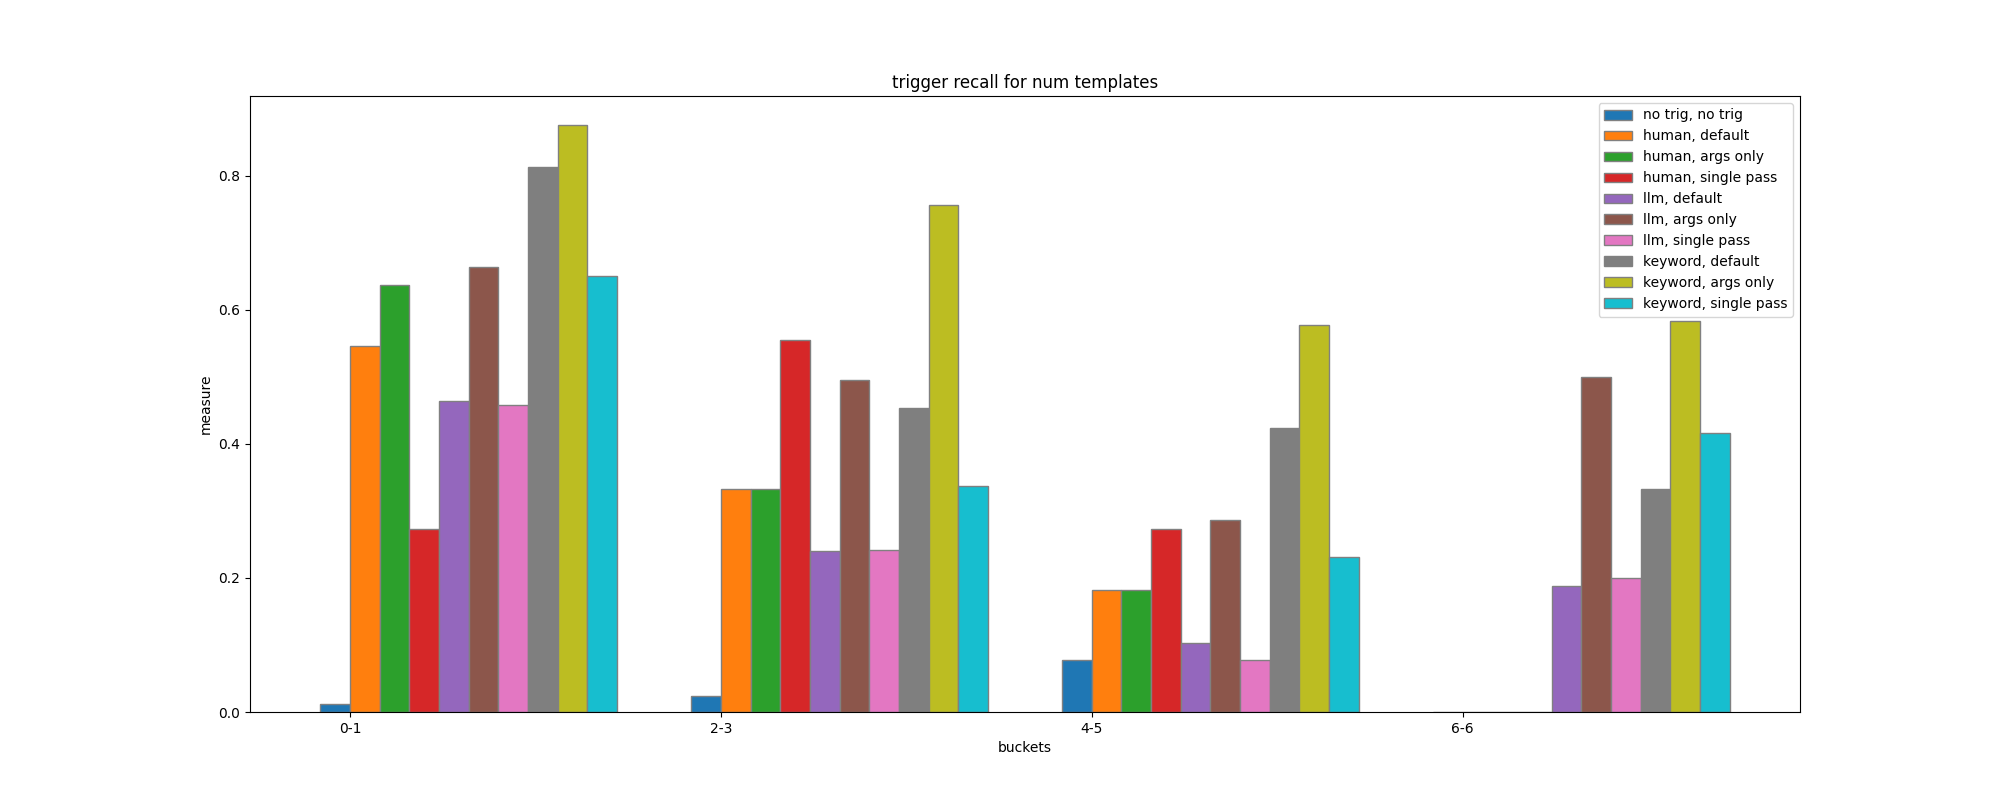 trigger recall for num templates
no trig, no trig
human, default
human, args only
human, single pass
llm, default
llm, args only
llm, single pass
keyword, default
keyword, args only
keyword, single pass
measure
0.8
0.6
0.4
0.2
0.0
0-1
2-3
4-5
6-6
buckets